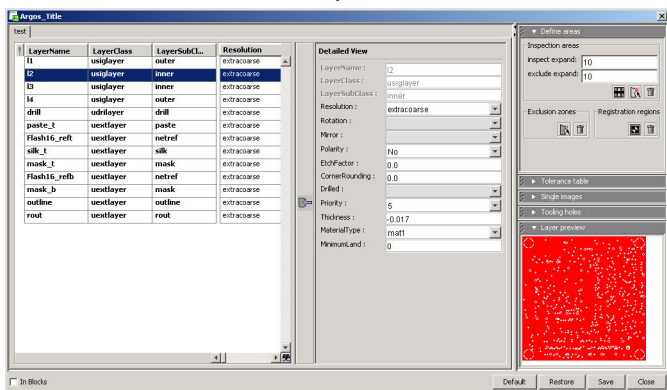 Argos_Title
test
LayerName LayerClass LayerSubCl... Resolution
l1 usiglayer outer extracoarse
l2 usiglayer inner extracoarse
l3 usiglayer inner extracoarse
l4 usiglayer outer extracoarse
drill udrilayer drill extracoarse
paste_t uextlayer paste extracoarse
Flash16_reft uextlayer netref extracoarse
silk_t uextlayer silk extracoarse
mask_t uextlayer mask extracoarse
Flash16_refb uextlayer netref extracoarse
mask_b uextlayer mask extracoarse
outline uextlayer outline extracoarse
rout uextlayer rout extracoarse
Detailed View
LayerName : l2
LayerClass : usiglayer
LayerSubClass : inner
Resolution : extracoarse
Rotation :
Mirror :
Polarity : No
EtchFactor : 0.0
CornerRounding : 0.0
Drilled :
Priority : 5
Thickness : -0.017
MaterialType : mat1
MinimumLand : 0
Define areas
Inspection areas
inspect expand: 10
exclude expand: 10
Exclusion zones Registration regions
Tolerance table
Single images
Tooling holes
Layer preview
In Blocks
Default Restore Save Close